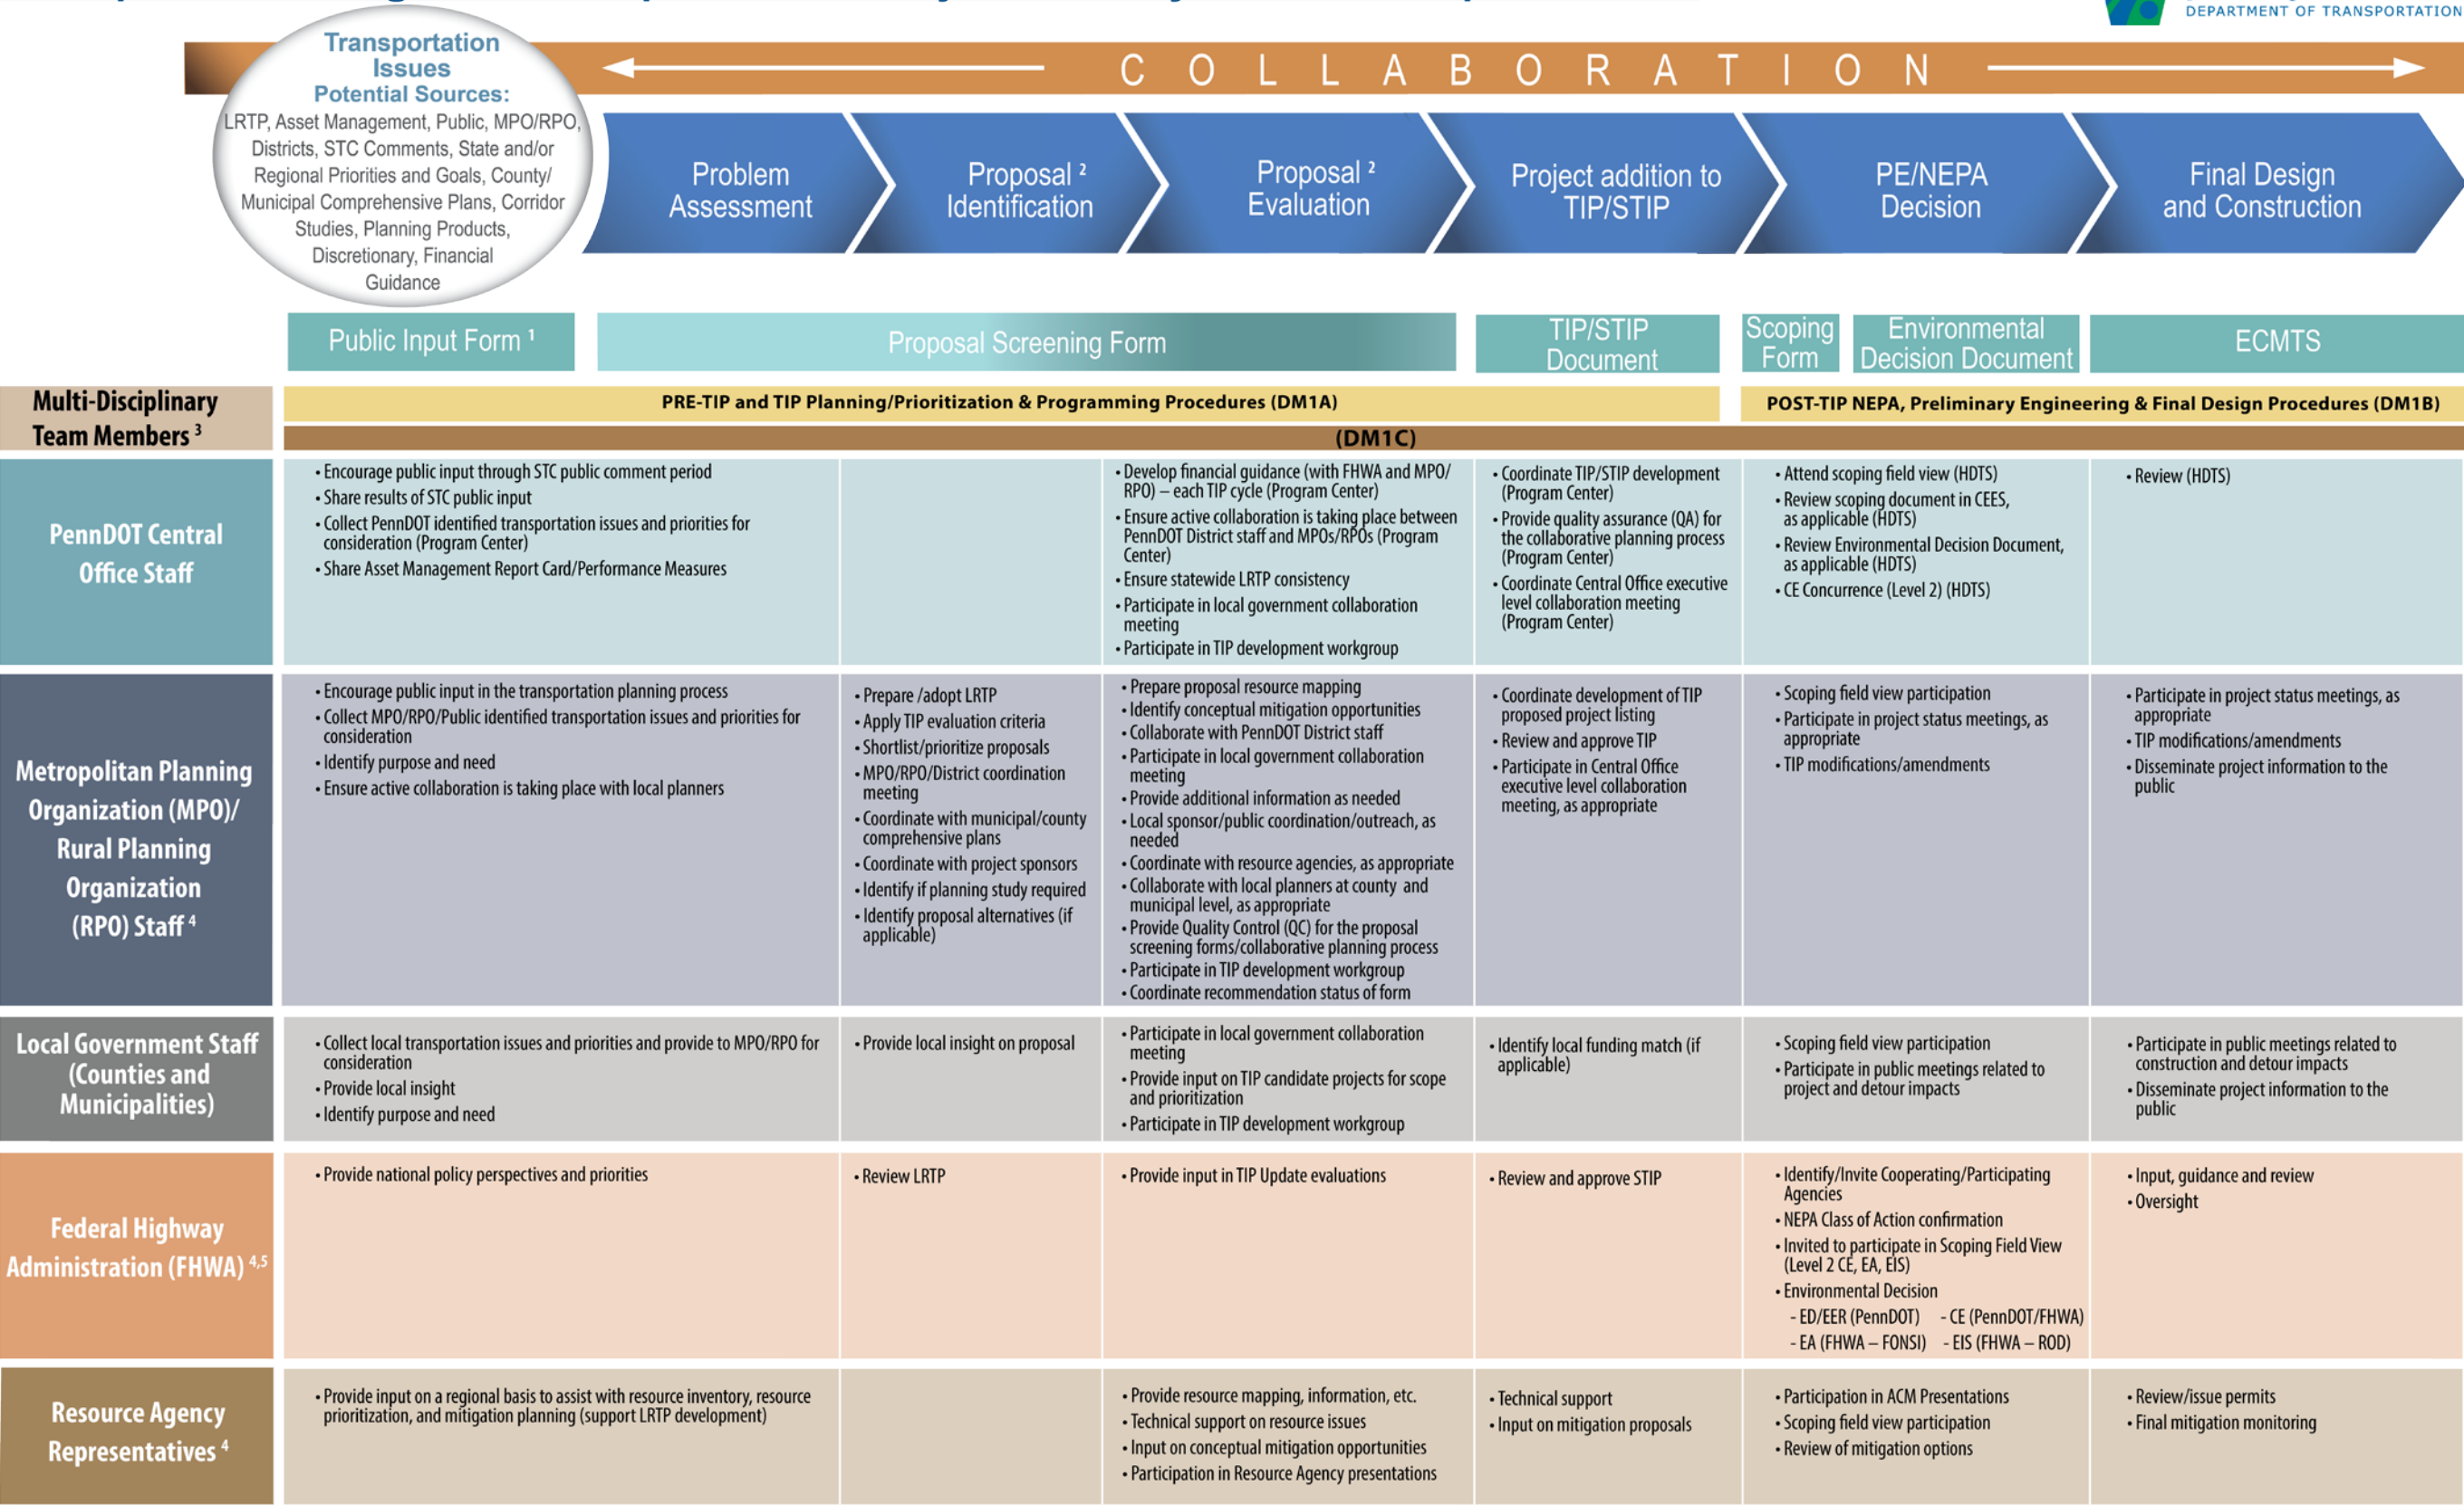 DEPARTMENT OF TRANSPORTATION
Transportation
Issues
Potential Sources:
LRTP, Asset Management, Public, MPO/RPO,
Districts, STC Comments, State and/or
Regional Priorities and Goals, County/
Municipal Comprehensive Plans, Corridor
Studies, Planning Products,
Discretionary, Financial
Guidance
COLLABORATION
Problem
Assessment
Proposal ²
Identification
Proposal ²
Evaluation
Project addition to
TIP/STIP
PE/NEPA
Decision
Final Design
and Construction
Public Input Form ¹
Proposal Screening Form
TIP/STIP
Document
Scoping
Form
Environmental
Decision Document
ECMTS
Multi-Disciplinary
Team Members ³
PRE-TIP and TIP Planning/Prioritization & Programming Procedures (DM1A)
POST-TIP NEPA, Preliminary Engineering & Final Design Procedures (DM1B)
(DM1C)
PennDOT Central
Office Staff
• Encourage public input through STC public comment period
• Share results of STC public input
• Collect PennDOT identified transportation issues and priorities for
consideration (Program Center)
• Share Asset Management Report Card/Performance Measures
• Develop financial guidance (with FHWA and MPO/
RPO) – each TIP cycle (Program Center)
• Ensure active collaboration is taking place between
PennDOT District staff and MPOs/RPOs (Program
Center)
• Ensure statewide LRTP consistency
• Participate in local government collaboration
meeting
• Participate in TIP development workgroup
• Coordinate TIP/STIP development
(Program Center)
• Provide quality assurance (QA) for
the collaborative planning process
(Program Center)
• Coordinate Central Office executive
level collaboration meeting
(Program Center)
• Attend scoping field view (HDTS)
• Review scoping document in CEES,
as applicable (HDTS)
• Review Environmental Decision Document,
as applicable (HDTS)
• CE Concurrence (Level 2) (HDTS)
• Review (HDTS)
Metropolitan Planning
Organization (MPO)/
Rural Planning
Organization
(RPO) Staff ⁴
• Encourage public input in the transportation planning process
• Collect MPO/RPO/Public identified transportation issues and priorities for
consideration
• Identify purpose and need
• Ensure active collaboration is taking place with local planners
• Prepare /adopt LRTP
• Apply TIP evaluation criteria
• Shortlist/prioritize proposals
• MPO/RPO/District coordination
meeting
• Coordinate with municipal/county
comprehensive plans
• Coordinate with project sponsors
• Identify if planning study required
• Identify proposal alternatives (if
applicable)
• Prepare proposal resource mapping
• Identify conceptual mitigation opportunities
• Collaborate with PennDOT District staff
• Participate in local government collaboration
meeting
• Provide additional information as needed
• Local sponsor/public coordination/outreach, as
needed
• Coordinate with resource agencies, as appropriate
• Collaborate with local planners at county and
municipal level, as appropriate
• Provide Quality Control (QC) for the proposal
screening forms/collaborative planning process
• Participate in TIP development workgroup
• Coordinate recommendation status of form
• Coordinate development of TIP
proposed project listing
• Review and approve TIP
• Participate in Central Office
executive level collaboration
meeting, as appropriate
• Scoping field view participation
• Participate in project status meetings, as
appropriate
• TIP modifications/amendments
• Participate in project status meetings, as
appropriate
• TIP modifications/amendments
• Disseminate project information to the
public
Local Government Staff
(Counties and
Municipalities)
• Collect local transportation issues and priorities and provide to MPO/RPO for
consideration
• Provide local insight
• Identify purpose and need
• Provide local insight on proposal
• Participate in local government collaboration
meeting
• Provide input on TIP candidate projects for scope
and prioritization
• Participate in TIP development workgroup
• Identify local funding match (if
applicable)
• Scoping field view participation
• Participate in public meetings related to
project and detour impacts
• Participate in public meetings related to
construction and detour impacts
• Disseminate project information to the
public
Federal Highway
Administration (FHWA) ⁴,⁵
• Provide national policy perspectives and priorities
• Review LRTP
• Provide input in TIP Update evaluations
• Review and approve STIP
• Identify/Invite Cooperating/Participating
Agencies
• NEPA Class of Action confirmation
• Invited to participate in Scoping Field View
(Level 2 CE, EA, EIS)
• Environmental Decision
- ED/EER (PennDOT) - CE (PennDOT/FHWA)
- EA (FHWA – FONSI) - EIS (FHWA – ROD)
• Input, guidance and review
• Oversight
Resource Agency
Representatives ⁴
• Provide input on a regional basis to assist with resource inventory, resource
prioritization, and mitigation planning (support LRTP development)
• Provide resource mapping, information, etc.
• Technical support on resource issues
• Input on conceptual mitigation opportunities
• Participation in Resource Agency presentations
• Technical support
• Input on mitigation proposals
• Participation in ACM Presentations
• Scoping field view participation
• Review of mitigation options
• Review/issue permits
• Final mitigation monitoring